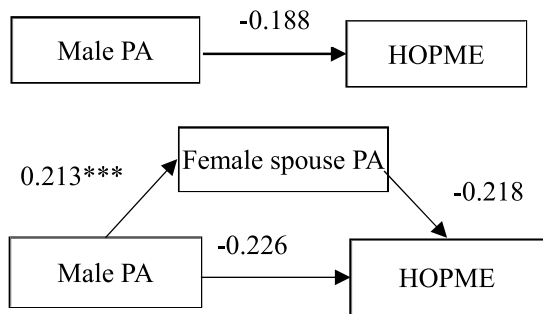 -0.188
Male PA
HOPME
Female spouse PA
0.213***
-0.218
-0.226
Male PA
HOPME